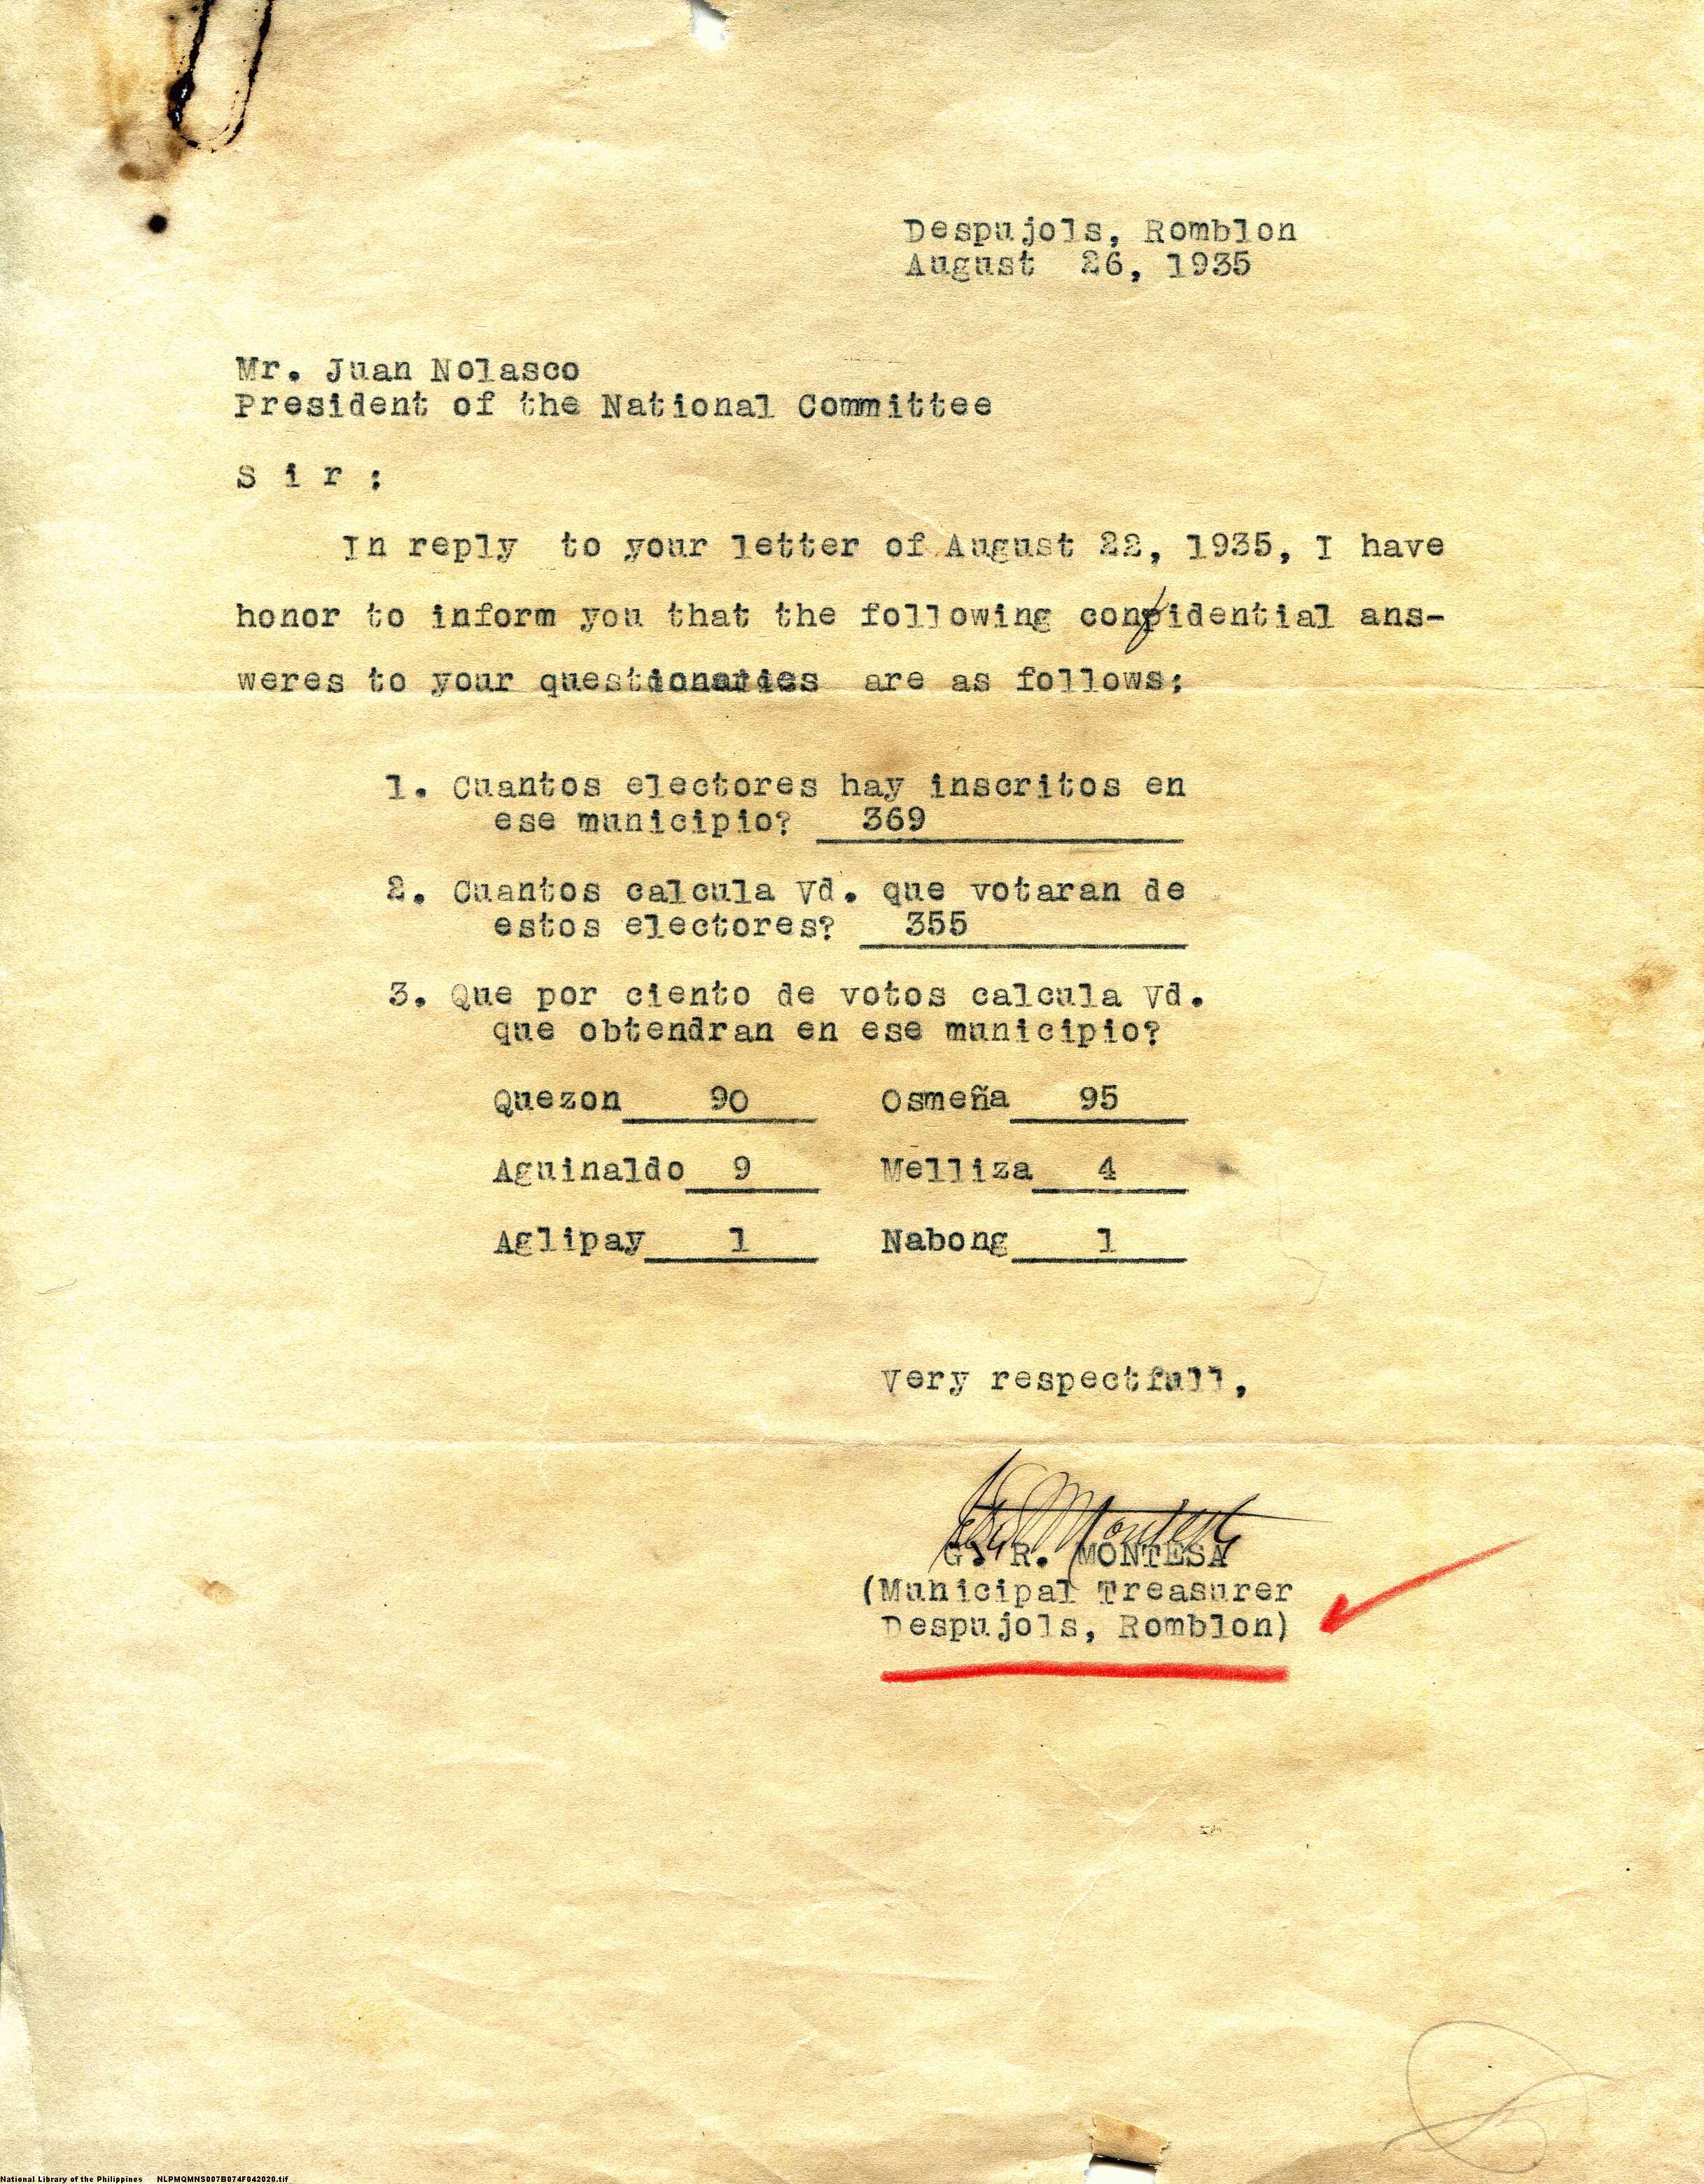 Despujols, Romblon
August 26, 1935
Mr. Juan Nolasco
President of the National Committee
S i r :
In reply to your letter of August 22, 1935, I have
honor to inform you that the following confidential ans-
weres to your questionaries are as follows:
1. Cuantos electores hay inscritos en
ese municipio? 369
2. Cuantos calcula Vd. que votaran de
estos electores? 355
3. Que por ciento de votos calcula Vd.
que obtendran en ese municipio?
Quezon 90 Osmeña 95
Aguinaldo 9 Melliza 4
Aglipay 1 Nabong 1
Very respectfull,
G. R. MONTESA
(Municipal Treasurer
Despujols, Romblon)
National Library of the Philippines NLPMQMNS007B074F042020.tif